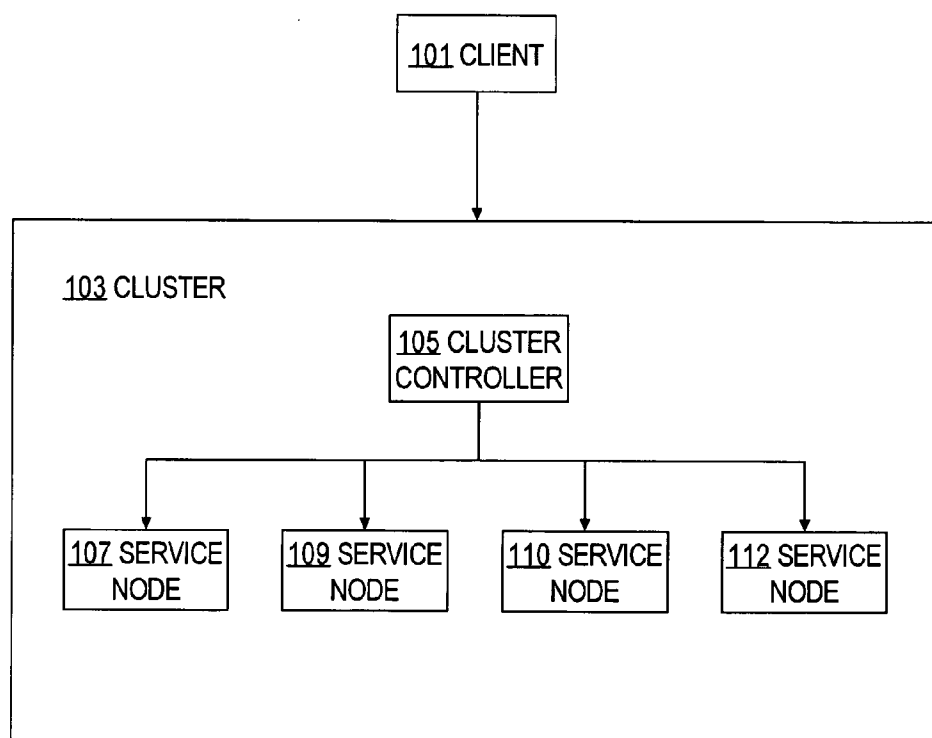 101 CLIENT
103 CLUSTER
105 CLUSTER
CONTROLLER
107 SERVICE
NODE
109 SERVICE
NODE
110 SERVICE
NODE
112 SERVICE
NODE